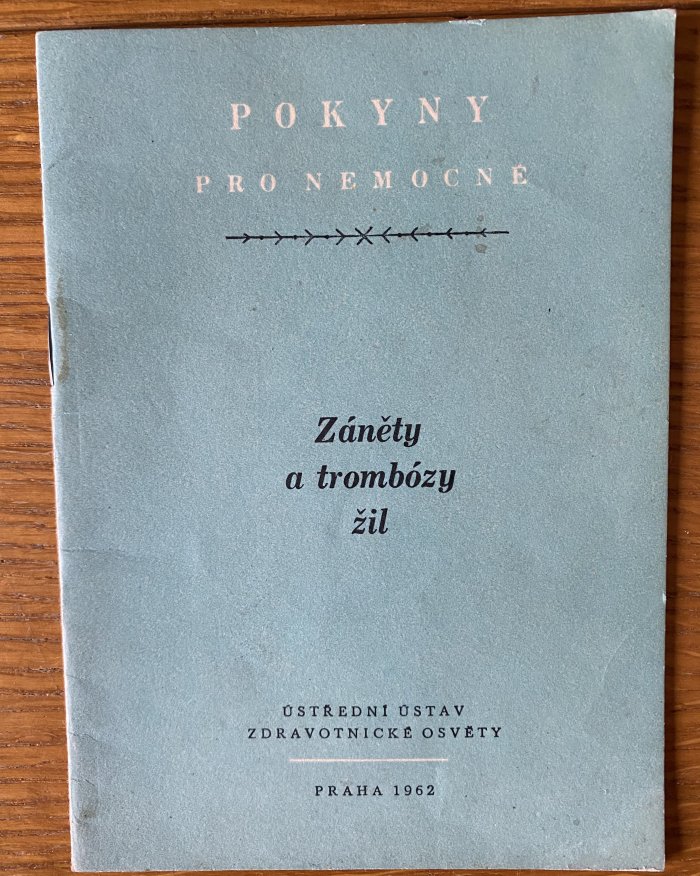 POKYNY
PRO NEMOCNÉ
Záněty
a trombózy
žil
ÚSTŘEDNÍ ÚSTAV
ZDRAVOTNICKÉ OSVĚTY
PRAHA 1962